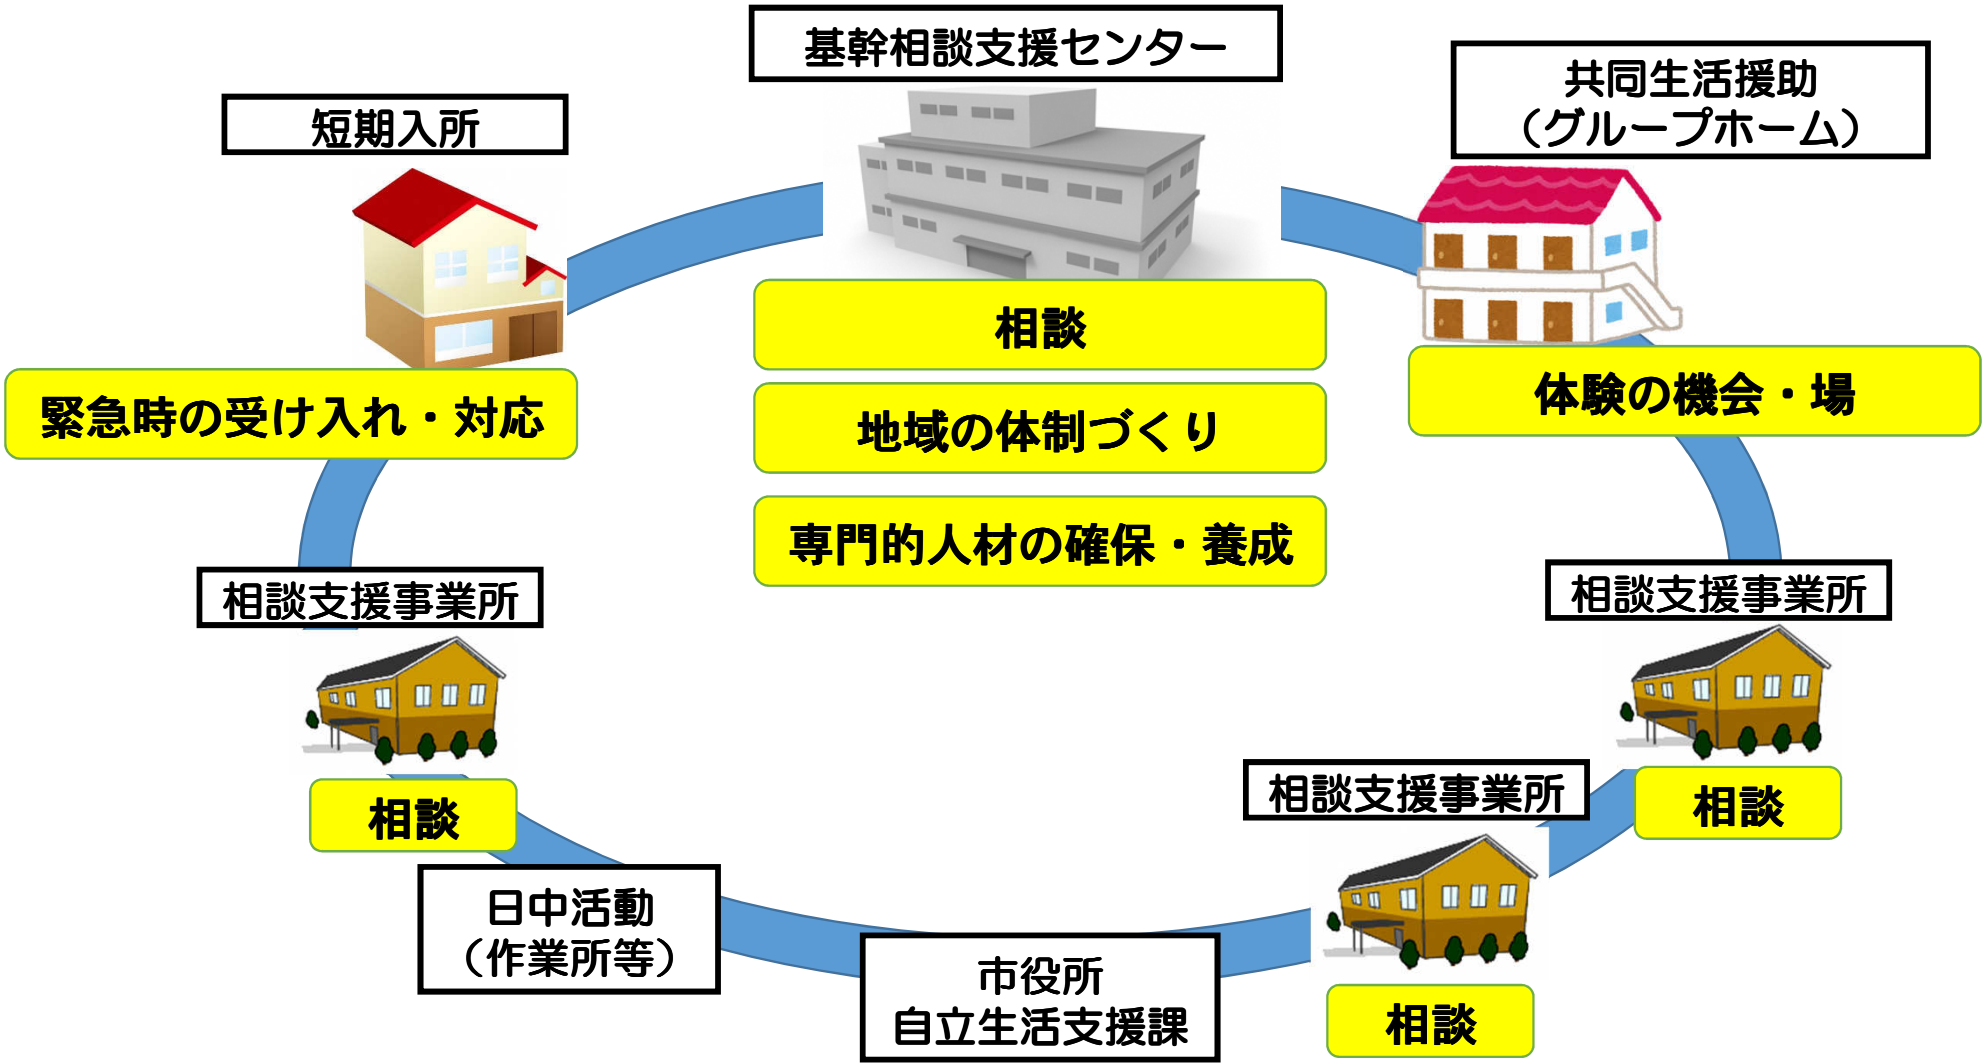 基幹相談支援センター
相談
地域の体制づくり
専門的人材の確保・養成
短期入所
緊急時の受け入れ・対応
共同生活援助
（グループホーム）
体験の機会・場
相談支援事業所
相談
相談支援事業所
相談
相談支援事業所
相談
日中活動
（作業所等）
市役所
自立生活支援課